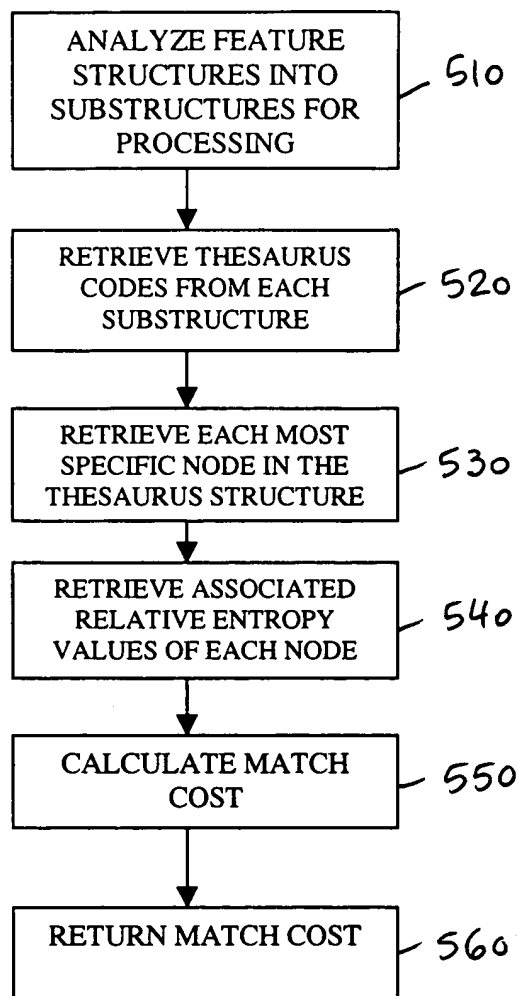 ANALYZE FEATURE
STRUCTURES INTO
SUBSTRUCTURES FOR
PROCESSING
510
RETRIEVE THESAURUS
CODES FROM EACH
SUBSTRUCTURE
520
RETRIEVE EACH MOST
SPECIFIC NODE IN THE
THESAURUS STRUCTURE
530
RETRIEVE ASSOCIATED
RELATIVE ENTROPY
VALUES OF EACH NODE
540
CALCULATE MATCH
COST
550
RETURN MATCH COST
560